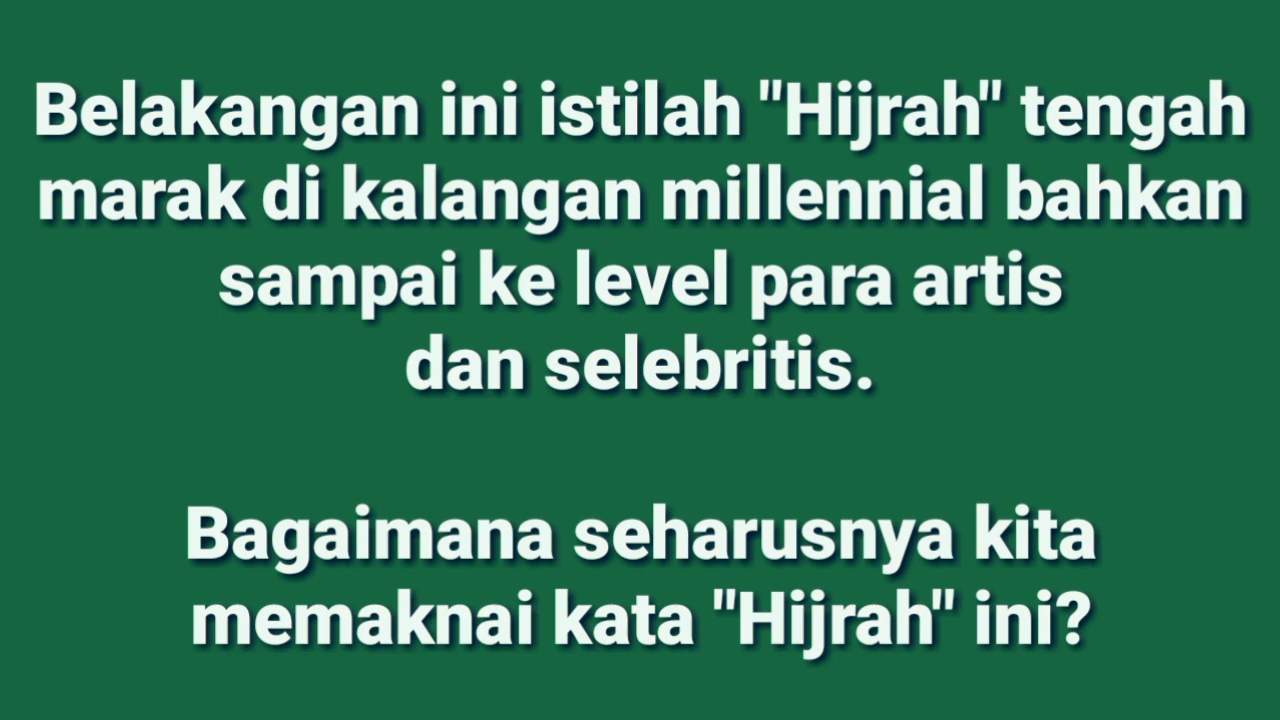 Belakangan ini istilah "Hijrah" tengah
marak di kalangan millennial bahkan
sampai ke level para artis
dan selebritis.
Bagaimana seharusnya kita
memaknai kata "Hijrah" ini?